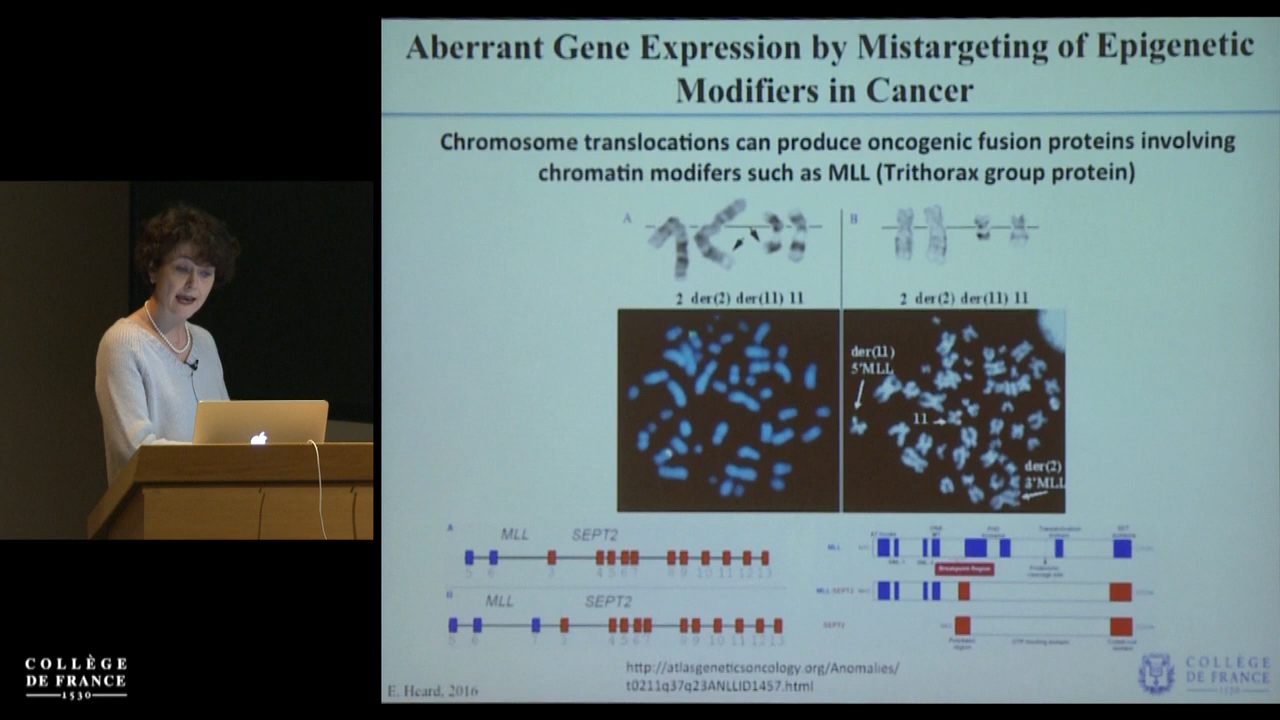 Aberrant Gene Expression by Mistargeting of Epigenetic
Modifiers in Cancer
Chromosome translocations can produce oncogenic fusion proteins involving
chromatin modifers such as MLL (Trithorax group protein)
A
B
2 der(2) der(11) 11
2 der(2) der(11) 11
der(11)
5'MLL
11
der(2)
3'MLL
A
MLL SEPT2
5 6 3 4 5 6 7 8 9 10 11 12 13
B
MLL SEPT2
5 6 7 3 4 5 6 7 8 9 10 11 12 13
MLL
Breakpoint Region
MLL-SEPT2
SEPT2
http://atlasgeneticsoncology.org/Anomalies/
t0211q37q23ANLLID1457.html
E. Heard, 2016
COLLÈGE
DE FRANCE
1530
COLLÈGE
DE FRANCE
1530